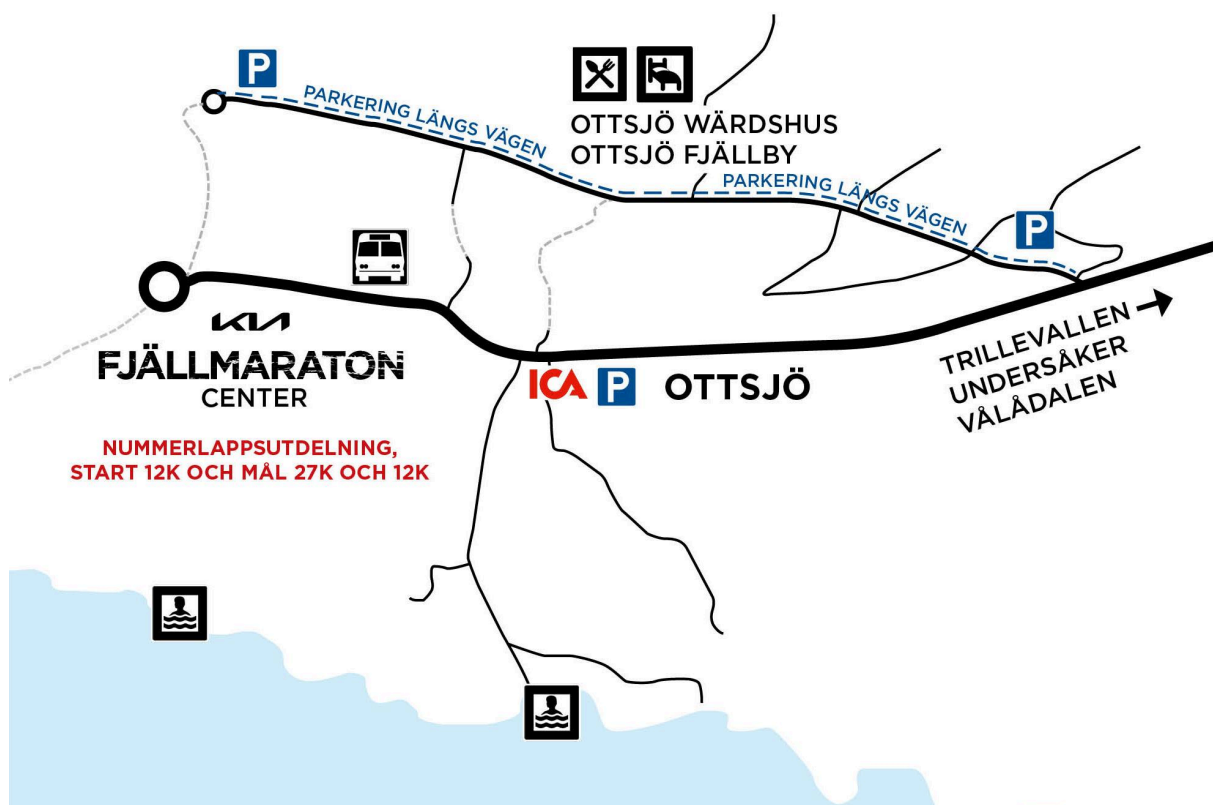 P
PARKERING LÄNGS VÄGEN
OTTSJÖ WÄRDSHUS
OTTSJÖ FJÄLLBY
PARKERING LÄNGS VÄGEN
P
KIA
FJÄLLMARATON
CENTER
NUMMERLAPPSUTDELNING,
START 12K OCH MÅL 27K OCH 12K
ICA P OTTSJÖ
TRILLEVALLEN
UNDERSÅKER
VÅLÅDALEN